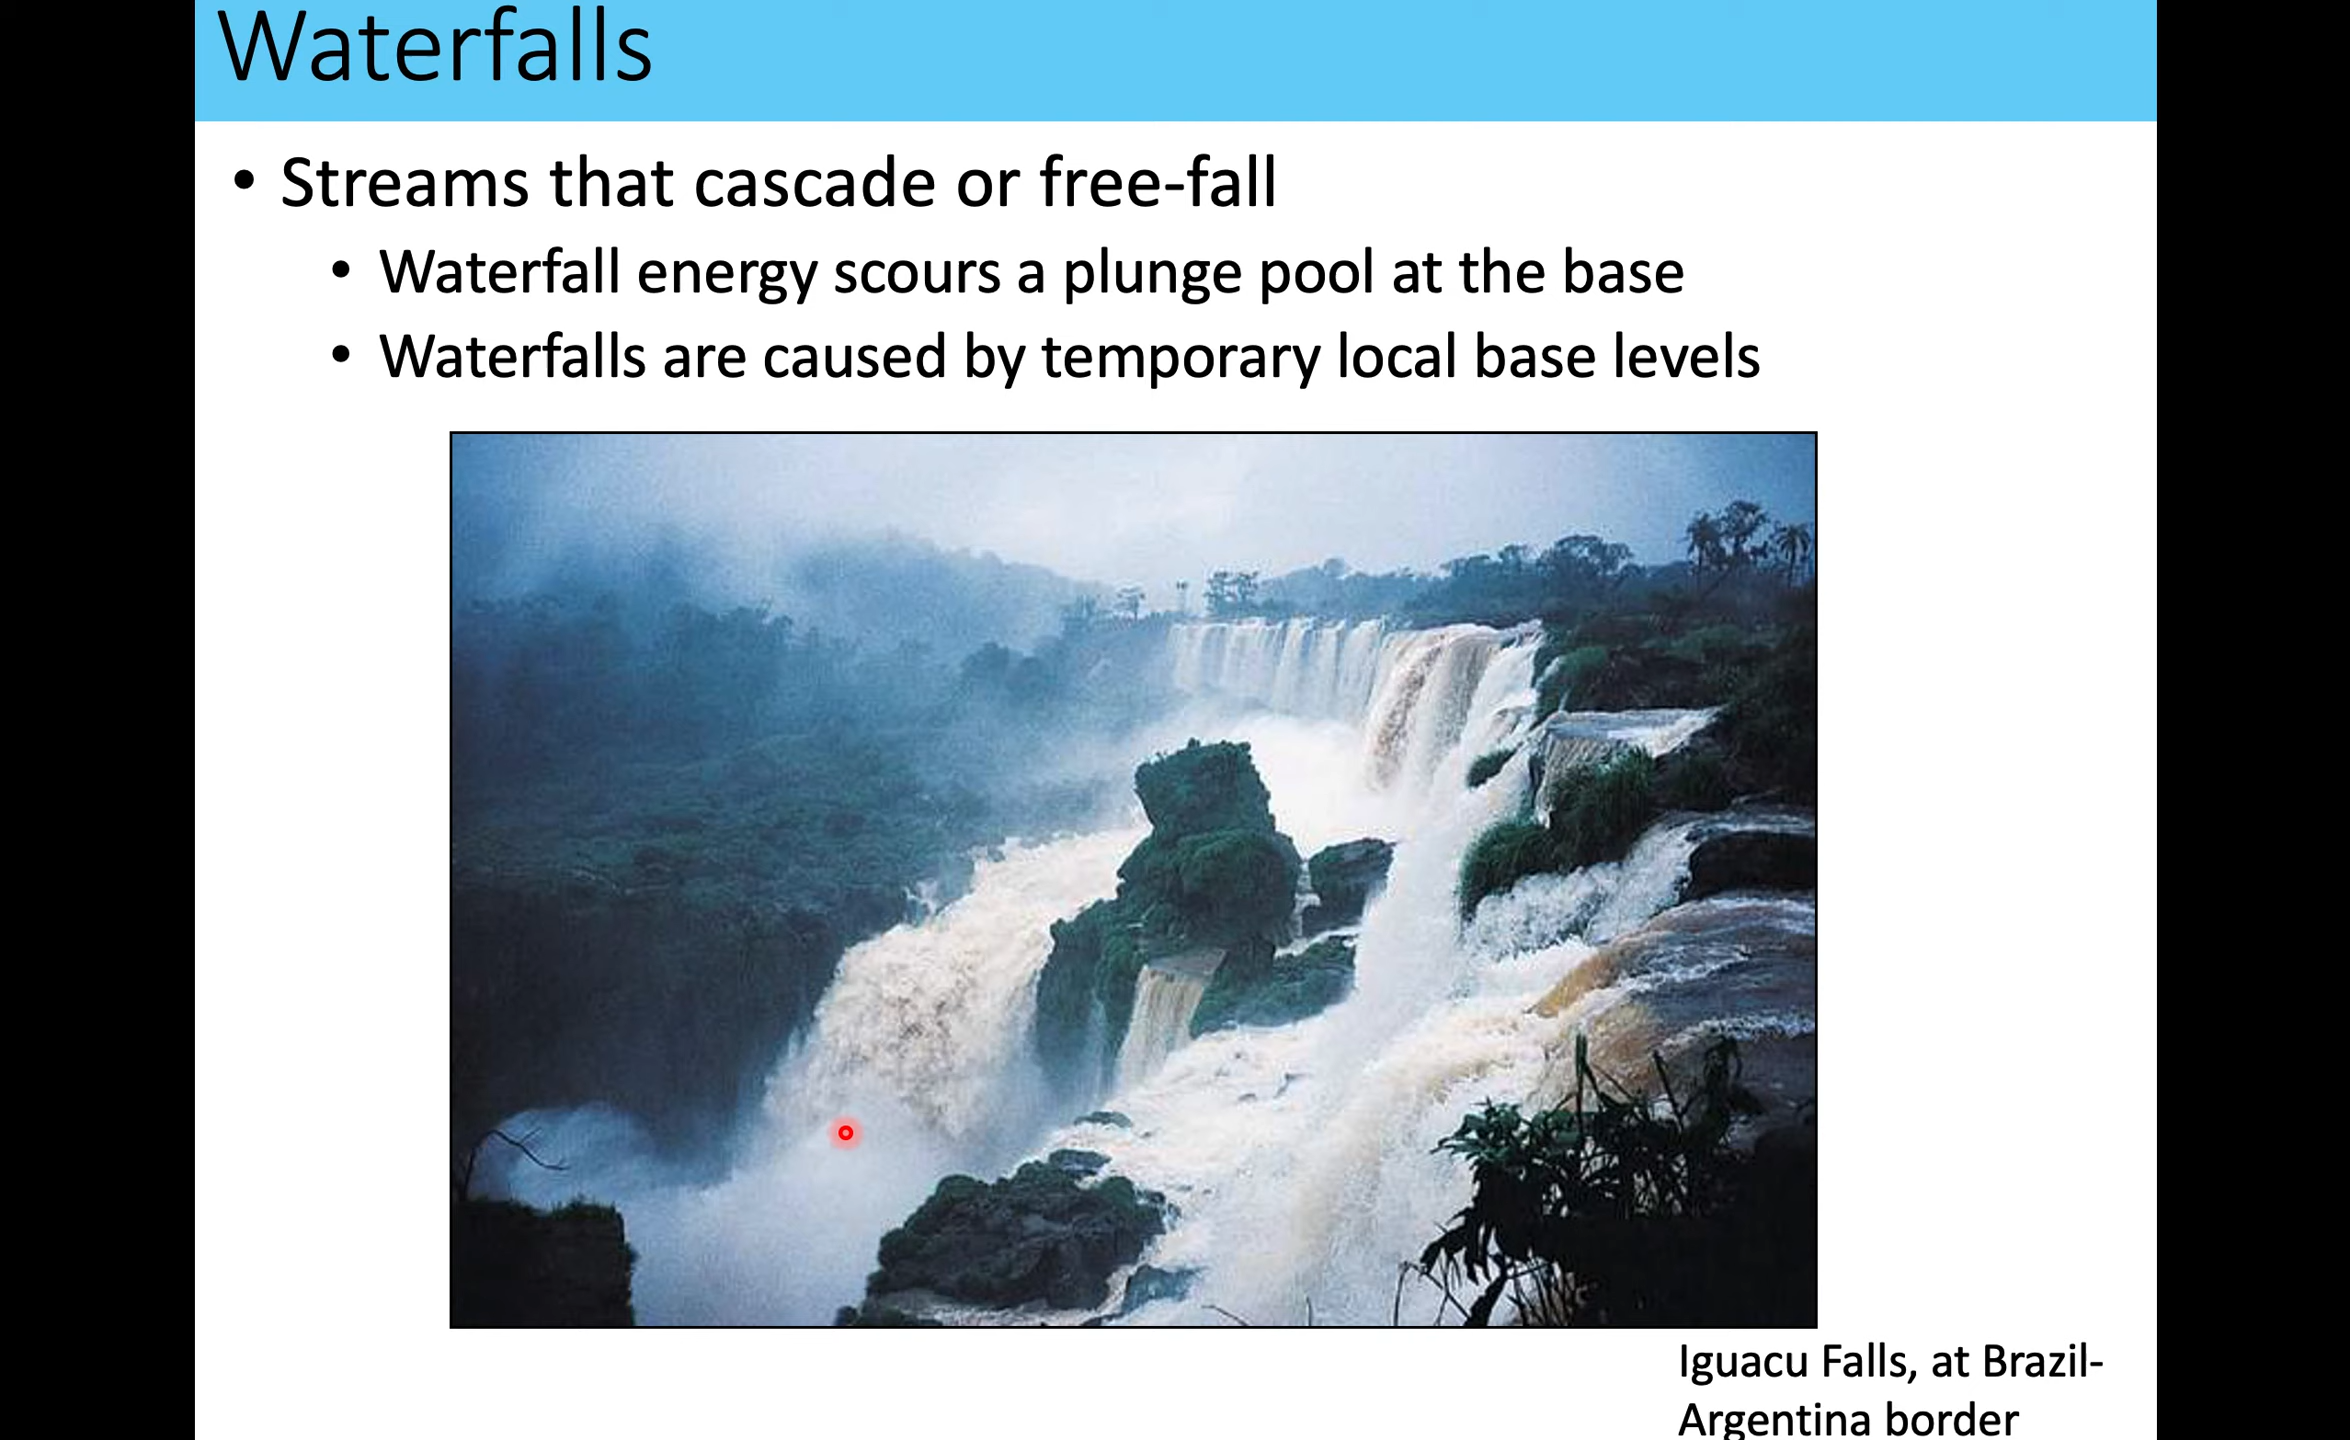 Waterfalls
• Streams that cascade or free-fall
• Waterfall energy scours a plunge pool at the base
• Waterfalls are caused by temporary local base levels
Iguacu Falls, at Brazil-
Argentina border